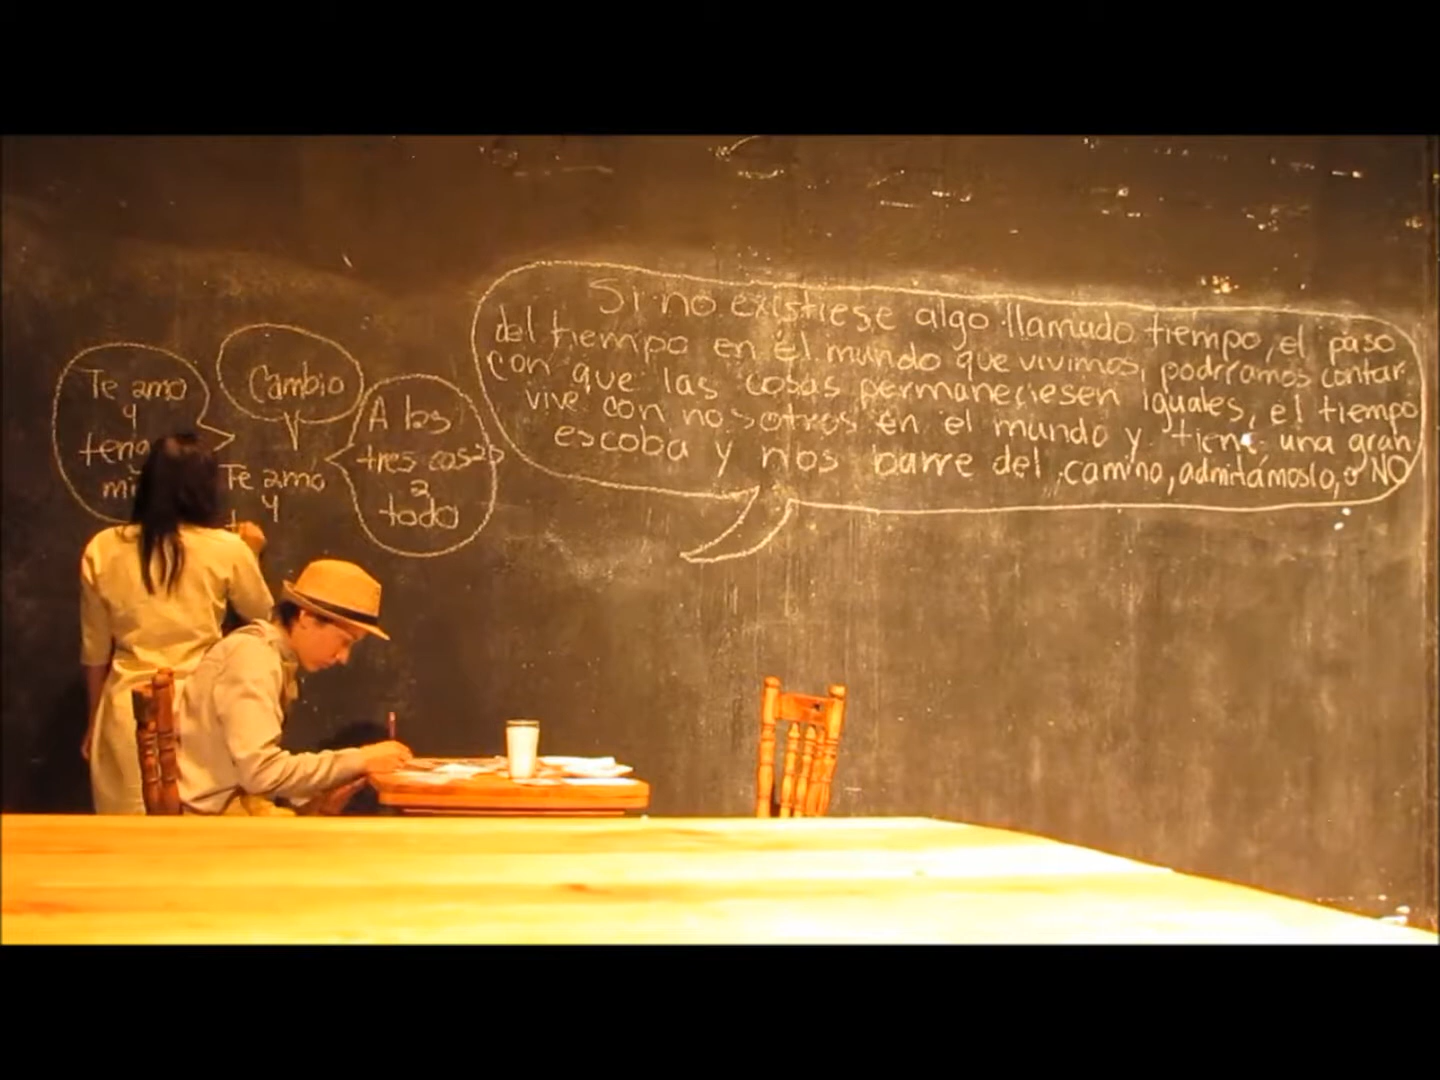 Te amo
y
tengo
Cambio
Te amo
y
A las
tres cosas
a
todo
Si no existiese algo llamado tiempo, el paso
del tiempo en el mundo que vivimos, podríamos contar
con que las cosas permaneciesen iguales, el tiempo
vive con nosotros en el mundo y tiene una gran
escoba y nos barre del camino, admitámoslo, o NO